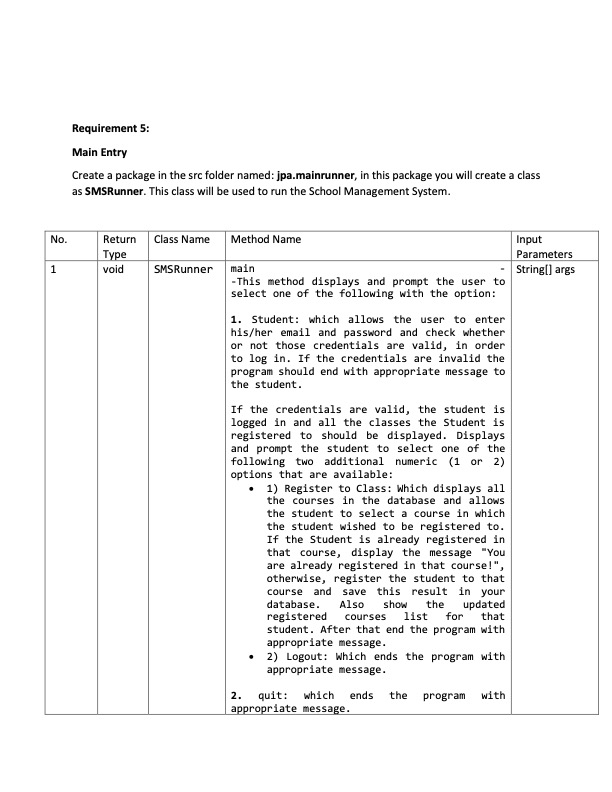 Requirement 5:
Main Entry
Create a package in the src folder named: jpa.mainrunner, in this package you will create a class
as SMSRunner. This class will be used to run the School Management System.
No.
Return
Type
Class Name
Method Name
Input
Parameters
1
void
SMSRunner
main -
-This method displays and prompt the user to
select one of the following with the option:
1. Student: which allows the user to enter
his/her email and password and check whether
or not those credentials are valid, in order
to log in. If the credentials are invalid the
program should end with appropriate message to
the student.
If the credentials are valid, the student is
logged in and all the classes the Student is
registered to should be displayed. Displays
and prompt the student to select one of the
following two additional numeric (1 or 2)
options that are available:
• 1) Register to Class: Which displays all
the courses in the database and allows
the student to select a course in which
the student wished to be registered to.
If the Student is already registered in
that course, display the message "You
are already registered in that course!",
otherwise, register the student to that
course and save this result in your
database. Also show the updated
registered courses list for that
student. After that end the program with
appropriate message.
• 2) Logout: Which ends the program with
appropriate message.
2. quit: which ends the program with
appropriate message.
String[] args